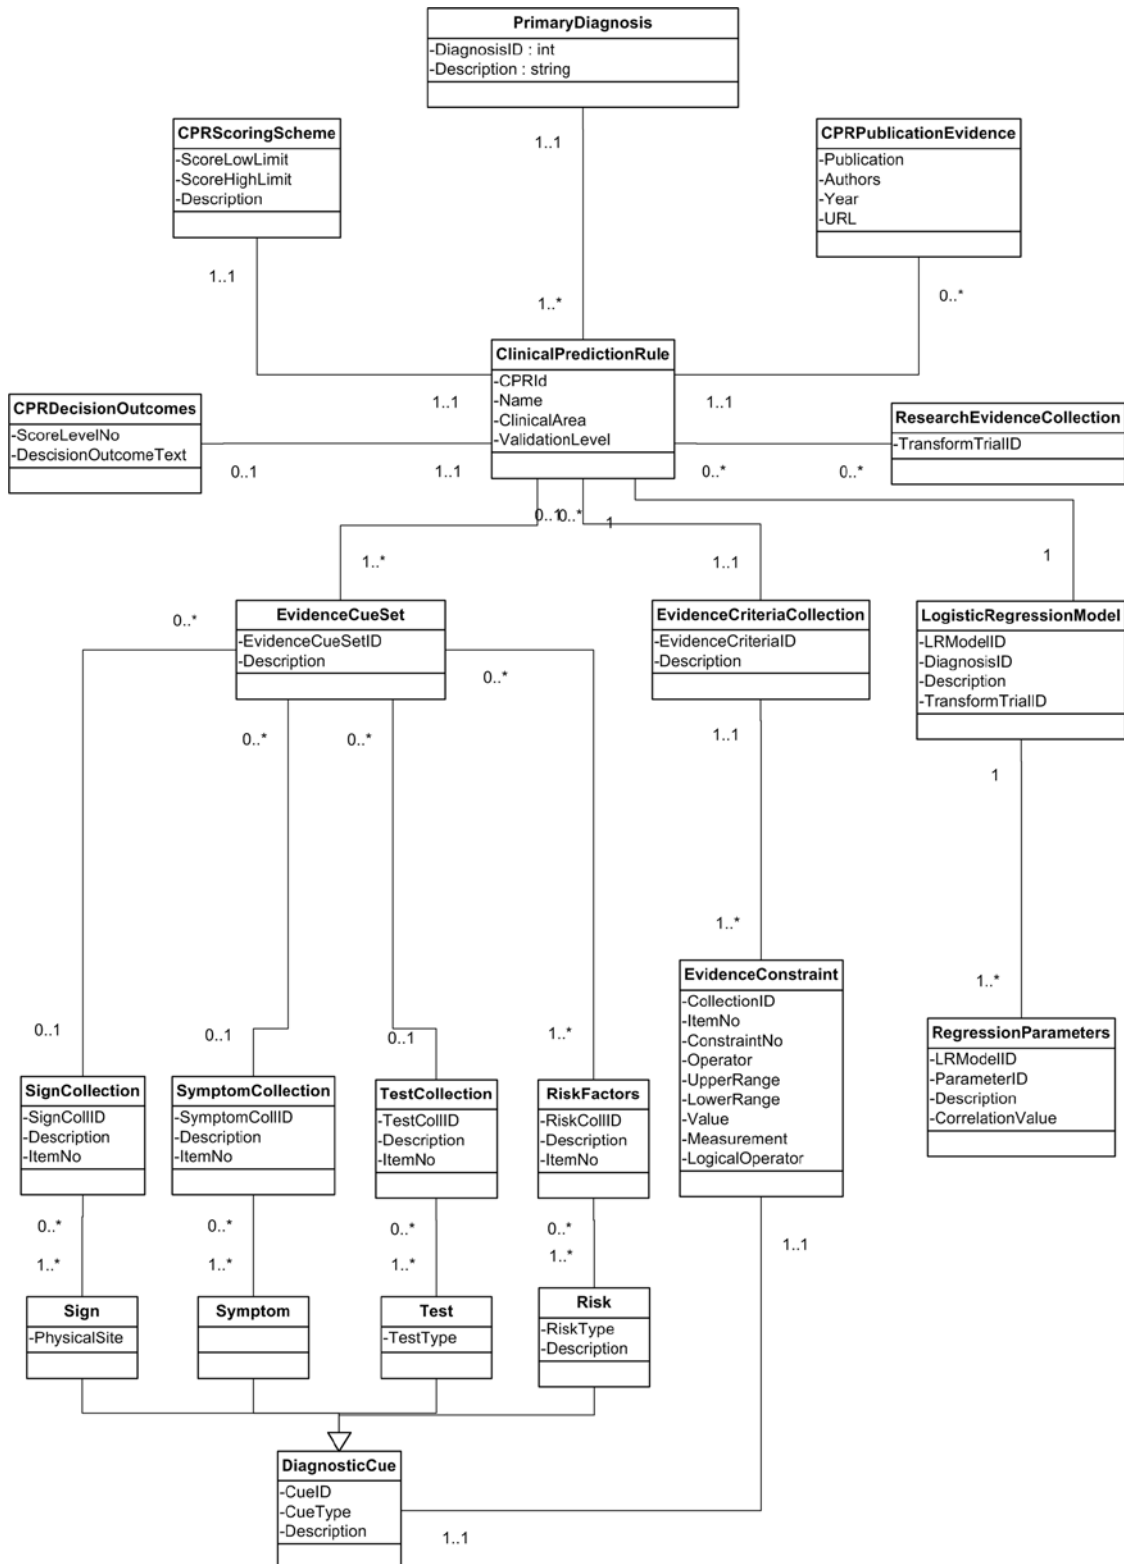 PrimaryDiagnosis
-DiagnosisID : int
-Description : string
1..1
CPRScoringScheme
-ScoreLowLimit
-ScoreHighLimit
-Description
1..1
CPRPublicationEvidence
-Publication
-Authors
-Year
-URL
0..*
1..*
ClinicalPredictionRule
-CPRId
-Name
-ClinicalArea
-ValidationLevel
1..1
1..1
CPRDecisionOutcomes
-ScoreLevelNo
-DescisionOutcomeText
0..1
1..1
ResearchEvidenceCollection
-TransformTrialID
0..*
0..*
0..1
0..*
1
1..*
1..1
1
EvidenceCueSet
-EvidenceCueSetID
-Description
0..*
0..*
0..*
0..*
EvidenceCriteriaCollection
-EvidenceCriteriaID
-Description
1..1
LogisticRegressionModel
-LRModelID
-DiagnosisID
-Description
-TransformTrialID
1
1..*
EvidenceConstraint
-CollectionID
-ItemNo
-ConstraintNo
-Operator
-UpperRange
-LowerRange
-Value
-Measurement
-LogicalOperator
1..1
1..*
RegressionParameters
-LRModelID
-ParameterID
-Description
-CorrelationValue
0..1
0..1
0..1
1..*
SignCollection
-SignCollID
-Description
-ItemNo
0..*
1..*
SymptomCollection
-SymptomCollID
-Description
-ItemNo
0..*
1..*
TestCollection
-TestCollID
-Description
-ItemNo
0..*
1..*
RiskFactors
-RiskCollID
-Description
-ItemNo
0..*
1..*
Sign
-PhysicalSite
Symptom
Test
-TestType
Risk
-RiskType
-Description
DiagnosticCue
-CueID
-CueType
-Description
1..1